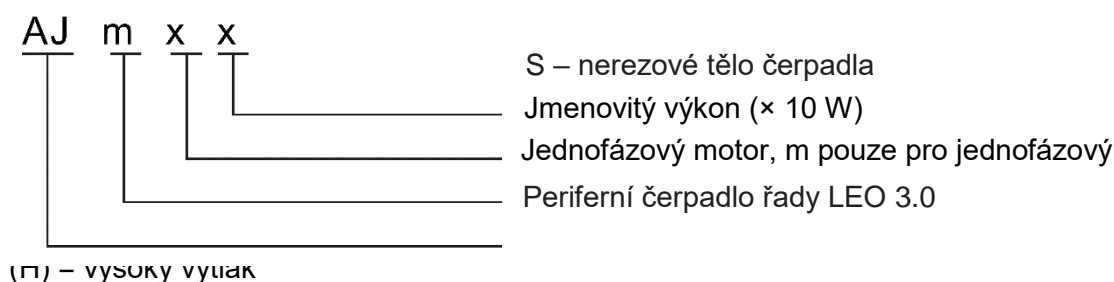 AJ m x x
S – nerezové tělo čerpadla
Jmenovitý výkon (× 10 W)
Jednofázový motor, m pouze pro jednofázový
Periferní čerpadlo řady LEO 3.0
(H) – vysoký výtlak